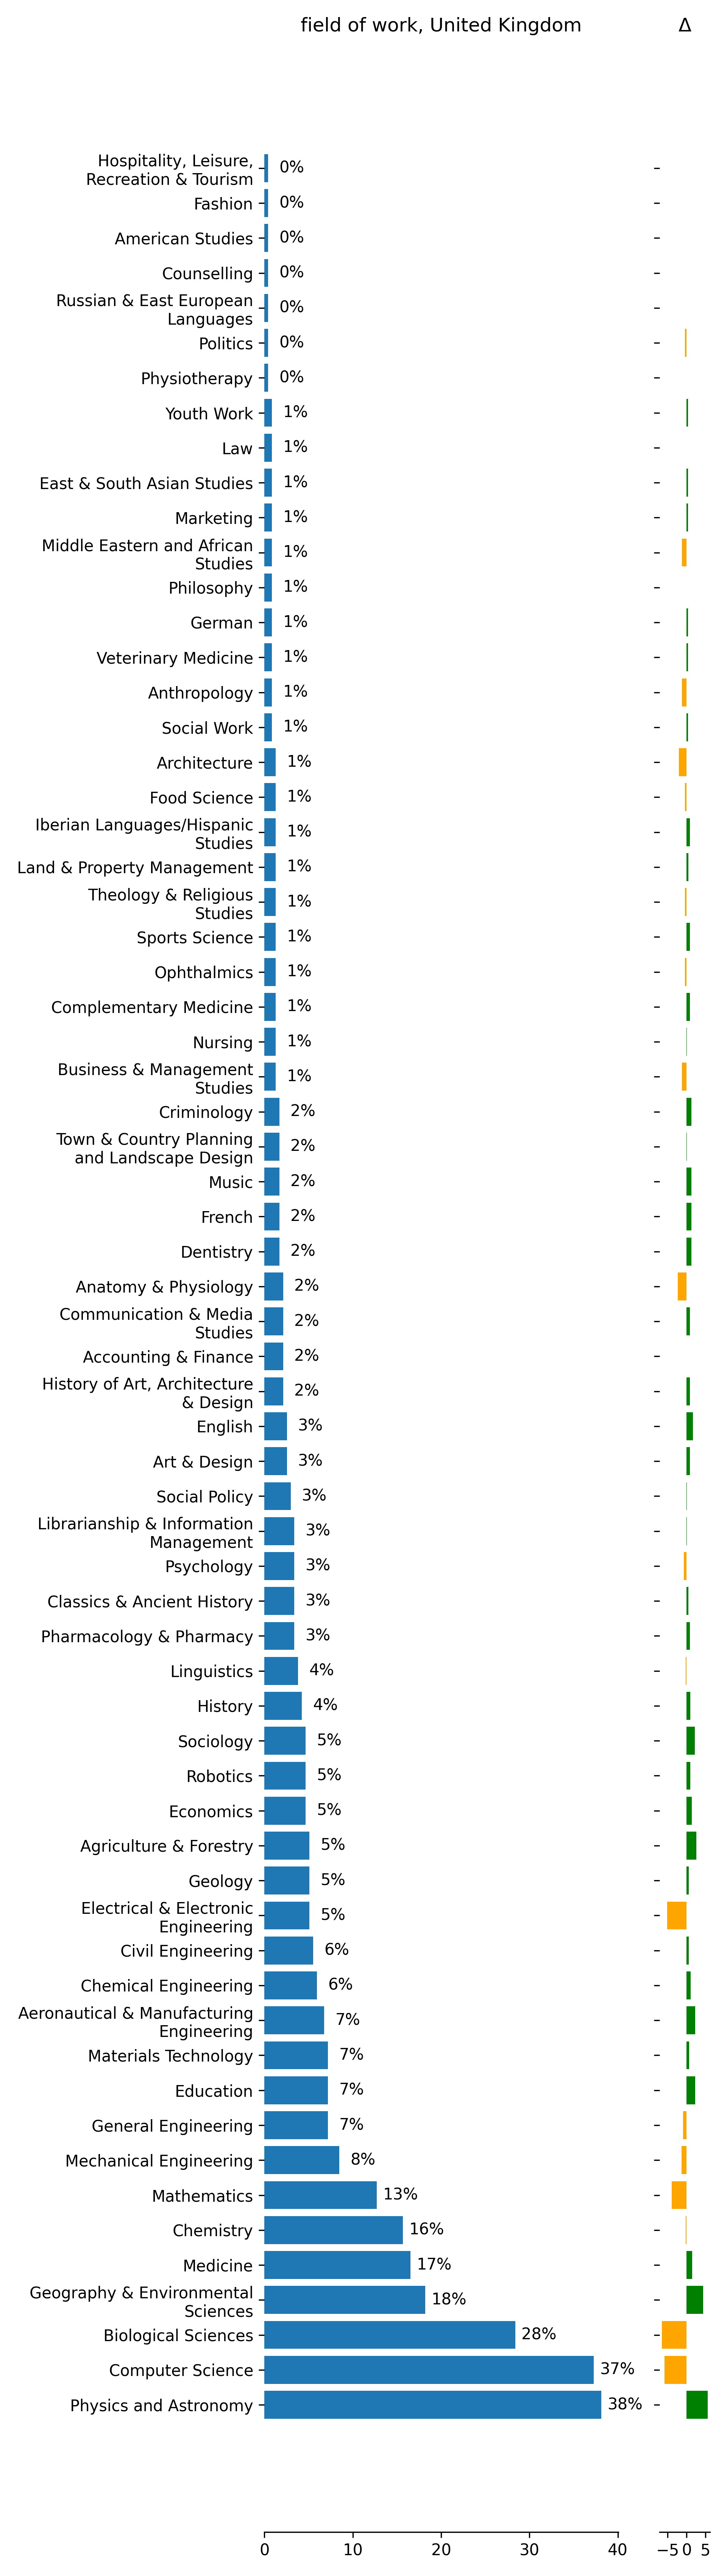 field of work, United Kingdom Δ
Hospitality, Leisure,
Recreation & Tourism 0%
Fashion 0%
American Studies 0%
Counselling 0%
Russian & East European
Languages 0%
Politics 0%
Physiotherapy 0%
Youth Work 1%
Law 1%
East & South Asian Studies 1%
Marketing 1%
Middle Eastern and African
Studies 1%
Philosophy 1%
German 1%
Veterinary Medicine 1%
Anthropology 1%
Social Work 1%
Architecture 1%
Food Science 1%
Iberian Languages/Hispanic
Studies 1%
Land & Property Management 1%
Theology & Religious
Studies 1%
Sports Science 1%
Ophthalmics 1%
Complementary Medicine 1%
Nursing 1%
Business & Management
Studies 1%
Criminology 2%
Town & Country Planning
and Landscape Design 2%
Music 2%
French 2%
Dentistry 2%
Anatomy & Physiology 2%
Communication & Media
Studies 2%
Accounting & Finance 2%
History of Art, Architecture
& Design 2%
English 3%
Art & Design 3%
Social Policy 3%
Librarianship & Information
Management 3%
Psychology 3%
Classics & Ancient History 3%
Pharmacology & Pharmacy 3%
Linguistics 4%
History 4%
Sociology 5%
Robotics 5%
Economics 5%
Agriculture & Forestry 5%
Geology 5%
Electrical & Electronic
Engineering 5%
Civil Engineering 6%
Chemical Engineering 6%
Aeronautical & Manufacturing
Engineering 7%
Materials Technology 7%
Education 7%
General Engineering 7%
Mechanical Engineering 8%
Mathematics 13%
Chemistry 16%
Medicine 17%
Geography & Environmental
Sciences 18%
Biological Sciences 28%
Computer Science 37%
Physics and Astronomy 38%
0 10 20 30 40 −5 0 5